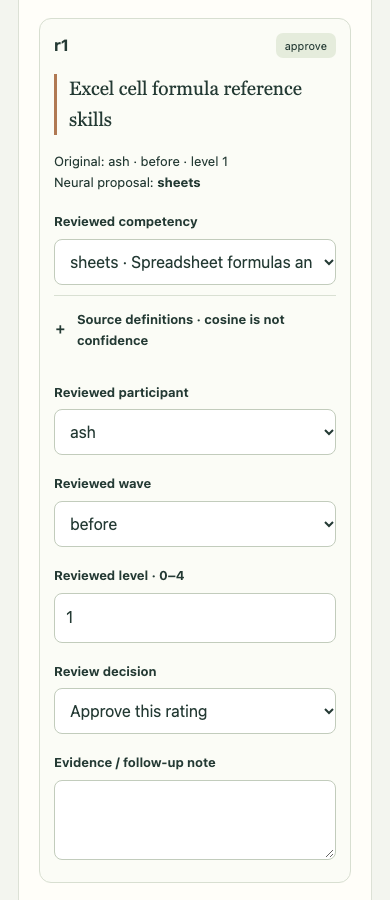 r1
approve
Excel cell formula reference
skills
Original: ash · before · level 1
Neural proposal: sheets
Reviewed competency
sheets · Spreadsheet formulas an
+ Source definitions · cosine is not
confidence
Reviewed participant
ash
Reviewed wave
before
Reviewed level · 0–4
1
Review decision
Approve this rating
Evidence / follow-up note